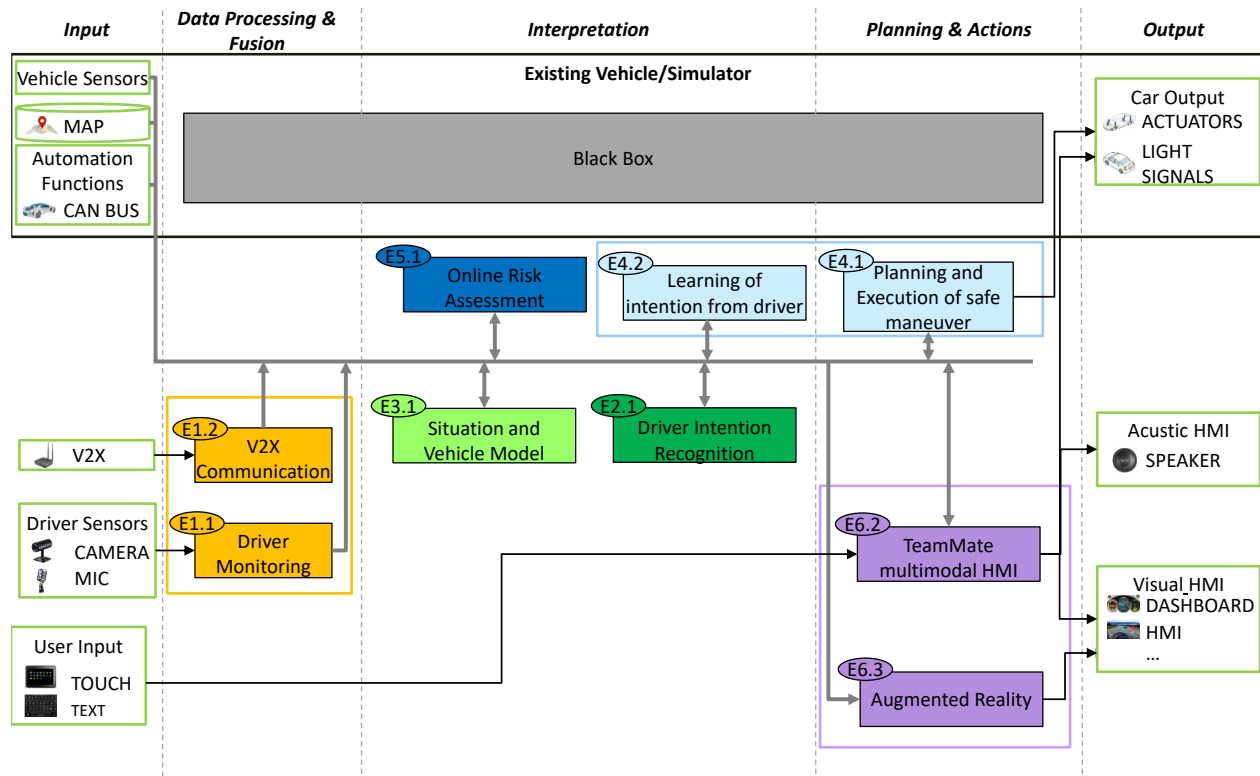 Input
Data Processing &
Fusion
Interpretation
Planning & Actions
Output
Existing Vehicle/Simulator
Vehicle Sensors
MAP
Automation
Functions
CAN BUS
Black Box
Car Output
ACTUATORS
LIGHT
SIGNALS
E5.1
Online Risk
Assessment
E4.2
Learning of
intention from driver
E4.1
Planning and
Execution of safe
maneuver
E1.2
V2X
Communication
E3.1
Situation and
Vehicle Model
E2.1
Driver Intention
Recognition
V2X
Acustic HMI
SPEAKER
Driver Sensors
CAMERA
MIC
E1.1
Driver
Monitoring
E6.2
TeamMate
multimodal HMI
Visual HMI
DASHBOARD
HMI
...
User Input
TOUCH
TEXT
E6.3
Augmented Reality